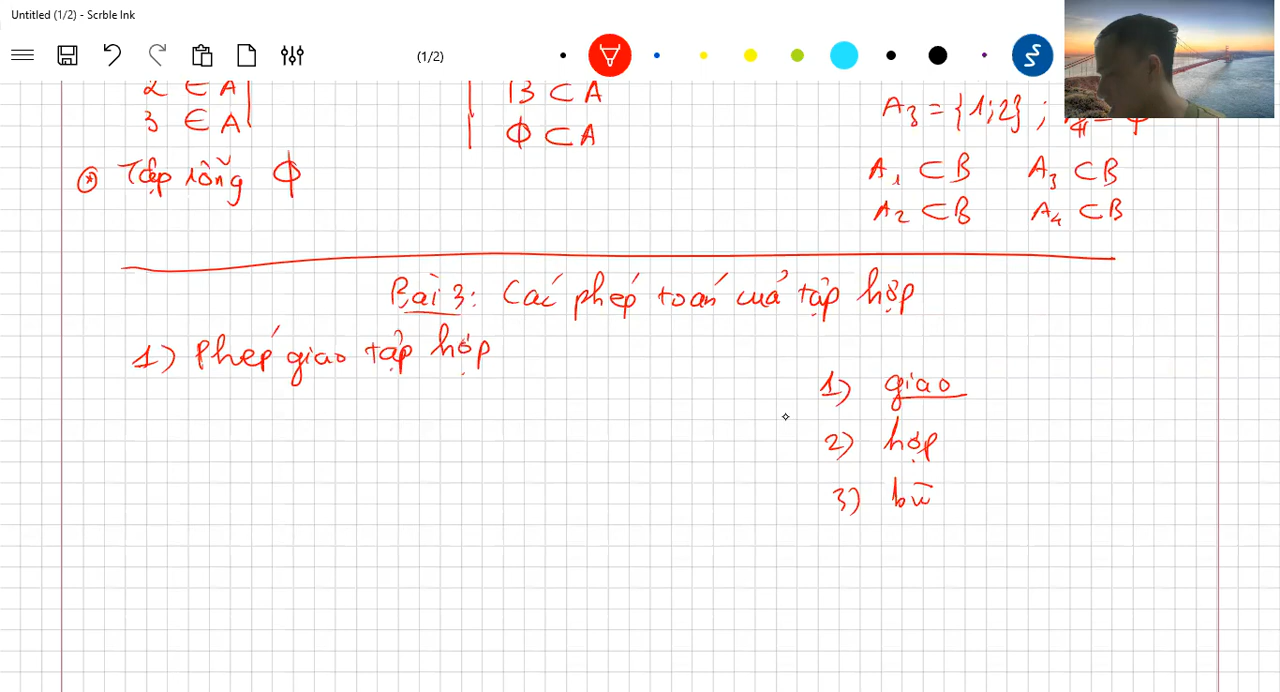 Untitled (1/2) - Scrble Ink
(1/2)
2 ∈ A
3 ∈ A
13 ⊂ A
Φ ⊂ A
A3 = {1;2} ;
A1 ⊂ B A3 ⊂ B
A2 ⊂ B A4 ⊂ B
⊛ Tập rỗng Φ
Bài 3: Các phép toán của tập hợp
1) Phép giao tập hợp
1) giao
2) hợp
3) bù